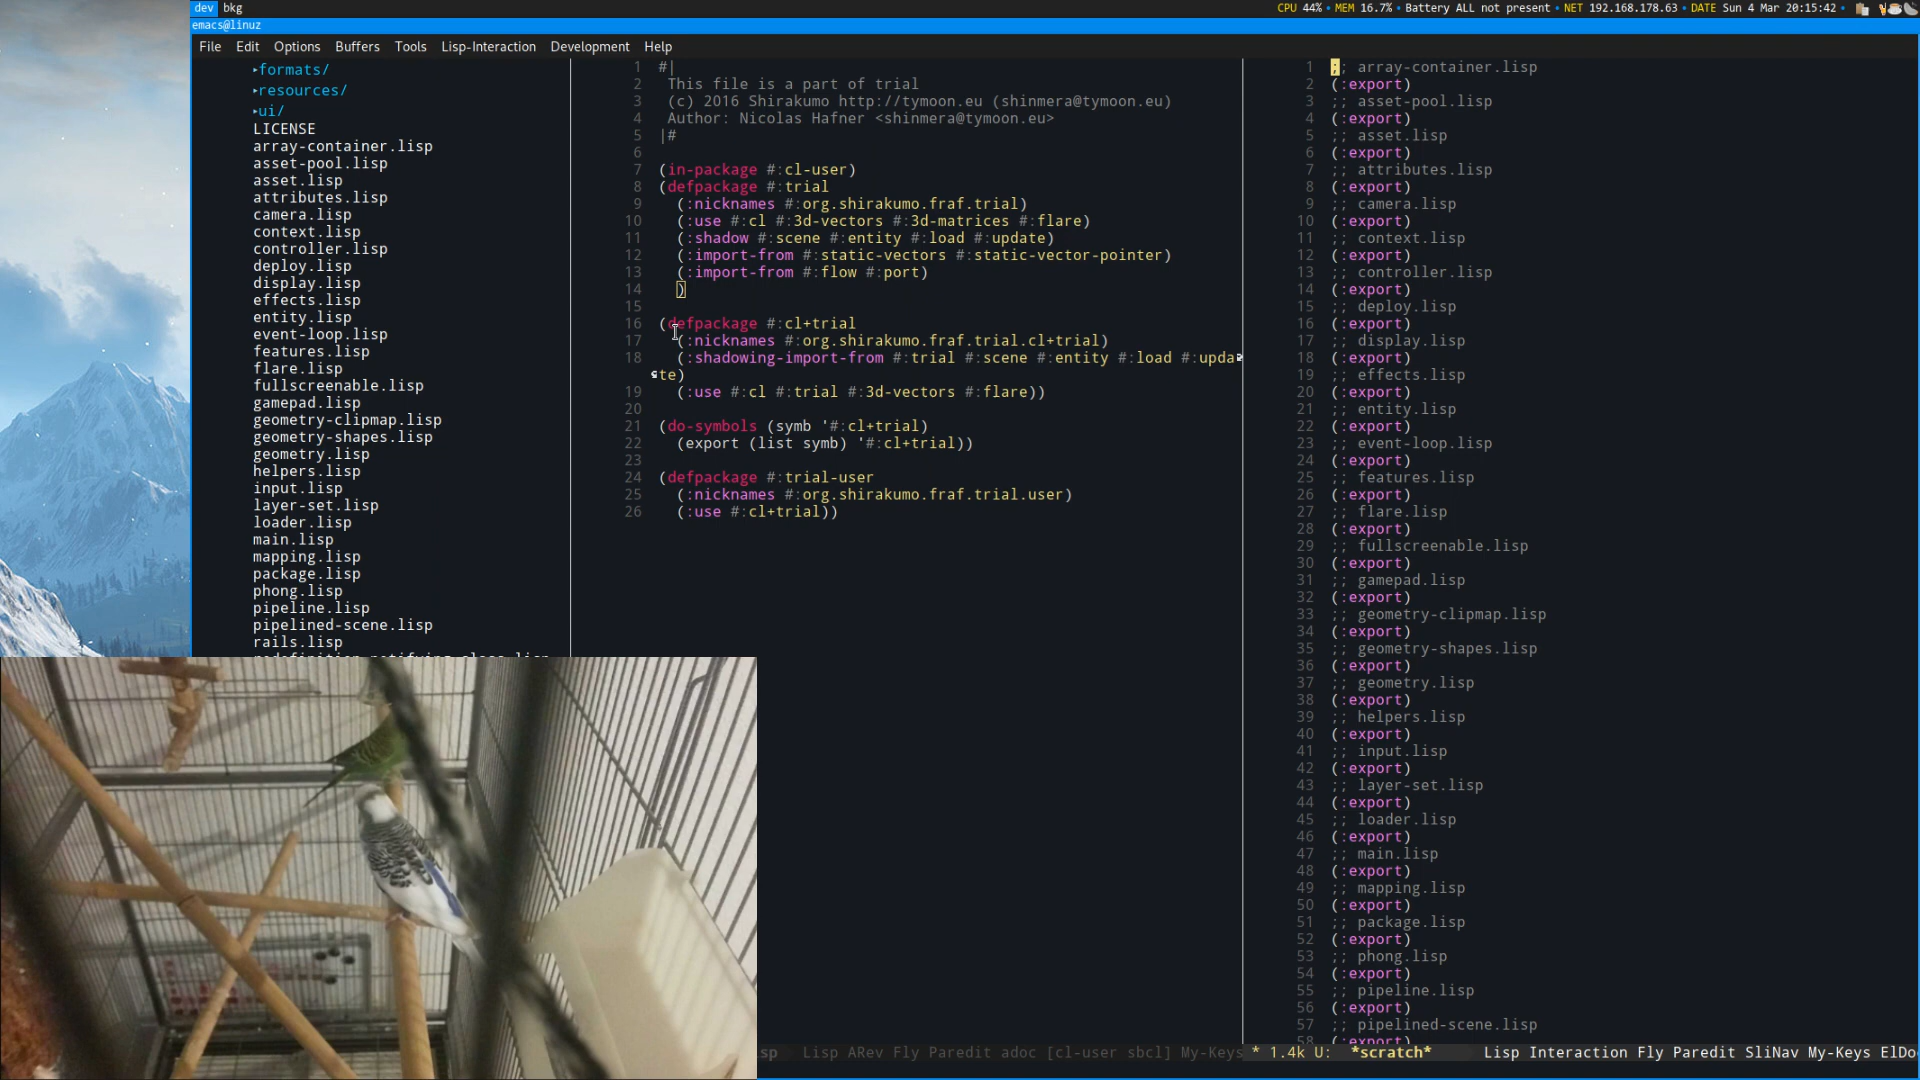 dev bkg
CPU 44% • MEM 16.7% • Battery ALL not present • NET 192.168.178.63 • DATE Sun 4 Mar 20:15:42 •
emacs@linuz
File Edit Options Buffers Tools Lisp-Interaction Development Help
▸formats/
▸resources/
▸ui/
LICENSE
array-container.lisp
asset-pool.lisp
asset.lisp
attributes.lisp
camera.lisp
context.lisp
controller.lisp
deploy.lisp
display.lisp
effects.lisp
entity.lisp
event-loop.lisp
features.lisp
flare.lisp
fullscreenable.lisp
gamepad.lisp
geometry-clipmap.lisp
geometry-shapes.lisp
geometry.lisp
helpers.lisp
input.lisp
layer-set.lisp
loader.lisp
main.lisp
mapping.lisp
package.lisp
phong.lisp
pipeline.lisp
pipelined-scene.lisp
rails.lisp
1 #|
2 This file is a part of trial
3 (c) 2016 Shirakumo http://tymoon.eu (shinmera@tymoon.eu)
4 Author: Nicolas Hafner <shinmera@tymoon.eu>
5 |#
6
7 (in-package #:cl-user)
8 (defpackage #:trial
9 (:nicknames #:org.shirakumo.fraf.trial)
10 (:use #:cl #:3d-vectors #:3d-matrices #:flare)
11 (:shadow #:scene #:entity #:load #:update)
12 (:import-from #:static-vectors #:static-vector-pointer)
13 (:import-from #:flow #:port)
14 )
15
16 (defpackage #:cl+trial
17 (:nicknames #:org.shirakumo.fraf.trial.cl+trial)
18 (:shadowing-import-from #:trial #:scene #:entity #:load #:upda
te)
19 (:use #:cl #:trial #:3d-vectors #:flare))
20
21 (do-symbols (symb '#:cl+trial)
22 (export (list symb) '#:cl+trial))
23
24 (defpackage #:trial-user
25 (:nicknames #:org.shirakumo.fraf.trial.user)
26 (:use #:cl+trial))
1 ;; array-container.lisp
2 (:export)
3 ;; asset-pool.lisp
4 (:export)
5 ;; asset.lisp
6 (:export)
7 ;; attributes.lisp
8 (:export)
9 ;; camera.lisp
10 (:export)
11 ;; context.lisp
12 (:export)
13 ;; controller.lisp
14 (:export)
15 ;; deploy.lisp
16 (:export)
17 ;; display.lisp
18 (:export)
19 ;; effects.lisp
20 (:export)
21 ;; entity.lisp
22 (:export)
23 ;; event-loop.lisp
24 (:export)
25 ;; features.lisp
26 (:export)
27 ;; flare.lisp
28 (:export)
29 ;; fullscreenable.lisp
30 (:export)
31 ;; gamepad.lisp
32 (:export)
33 ;; geometry-clipmap.lisp
34 (:export)
35 ;; geometry-shapes.lisp
36 (:export)
37 ;; geometry.lisp
38 (:export)
39 ;; helpers.lisp
40 (:export)
41 ;; input.lisp
42 (:export)
43 ;; layer-set.lisp
44 (:export)
45 ;; loader.lisp
46 (:export)
47 ;; main.lisp
48 (:export)
49 ;; mapping.lisp
50 (:export)
51 ;; package.lisp
52 (:export)
53 ;; phong.lisp
54 (:export)
55 ;; pipeline.lisp
56 (:export)
57 ;; pipelined-scene.lisp
58 (:export)
sp Lisp ARev Fly Paredit adoc [cl-user sbcl] My-Keys
* 1.4k U: *scratch* Lisp Interaction Fly Paredit SliNav My-Keys ElDo